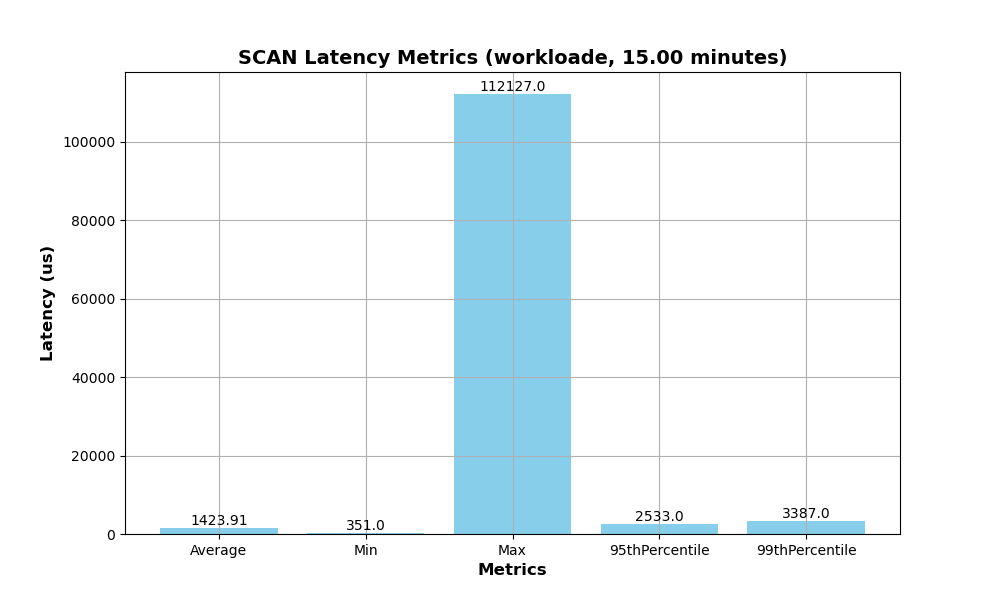 SCAN Latency Metrics (workloade, 15.00 minutes)
112127.0
100000
80000
60000
40000
20000
0
Latency (us)
1423.91
351.0
2533.0
3387.0
Average
Min
Max
95thPercentile
99thPercentile
Metrics